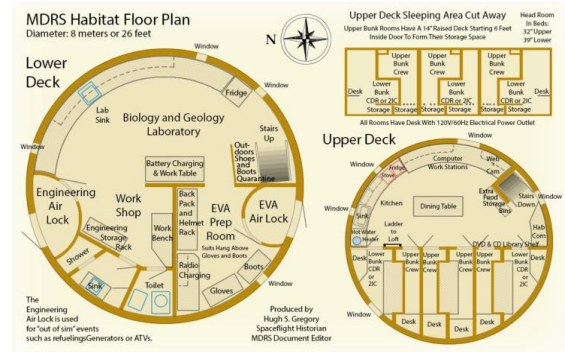 MDRS Habitat Floor Plan
Diameter: 8 meters or 26 feet
N
Lower
Deck
Window
Window
Lab
Sink
Fridge
Biology and Geology
Laboratory
Stairs
Up
Window
Out-
doors
Shoes
and
Boots
Quarantine
Battery Charging
& Work Table
Engineering
Air
Lock
Work
Shop
Back
Pack
and
Helmet
Rack
EVA
Prep
Room
Suits Hang Above
Gloves and Boots
EVA
Air Lock
Engineering
Storage
Rack
Work
Bench
Shower
Sink
Toilet
Radio
Charging
Boots
Gloves
Window
Window
The
Engineering
Air Lock is used
for "out of sim" events
such as refuelingsGenerators or ATVs.
Produced by
Hugh S. Gregory
Spaceflight Historian
MDRS Document Editor
Upper Deck Sleeping Area Cut Away
Upper Bunk Rooms Have A 14" Raised Deck Starting 6 Feet
Inside Door To Form Their Storage Space
Head Room
In Beds:
32" Upper
39" Lower
Upper
Bunk
Crew
Upper
Bunk
Crew
Upper
Bunk
Crew
Desk
Lower
Bunk
CDR or 2IC
Lower
Bunk
CDR or 2IC
Lower
Bunk
CDR or 2IC
Desk
Storage
Storage
Storage
Storage
Storage
All Rooms Have Desk With 120V/60Hz Electrical Power Outlet
Upper Deck
Window
Window
Window
Fridge
Stove
Computer
Work Stations
Web
Cam
Stairs
Down
Extra
Food
Storage
Bins
Kitchen
Sink
Dining Table
Hot Water
Heater
Ladder
to
Loft
Hab
Com
DVD & CD Library Shelf
Desk
Lower
Bunk
CDR
or
2IC
Upper
Bunk
Crew
Lower
Bunk
CDR or
2IC
Upper
Bunk
Crew
Upper
Bunk
Crew
Lower
Bunk
CDR
or
2IC
Desk
Window
Desk
Desk
Desk
Desk
Window